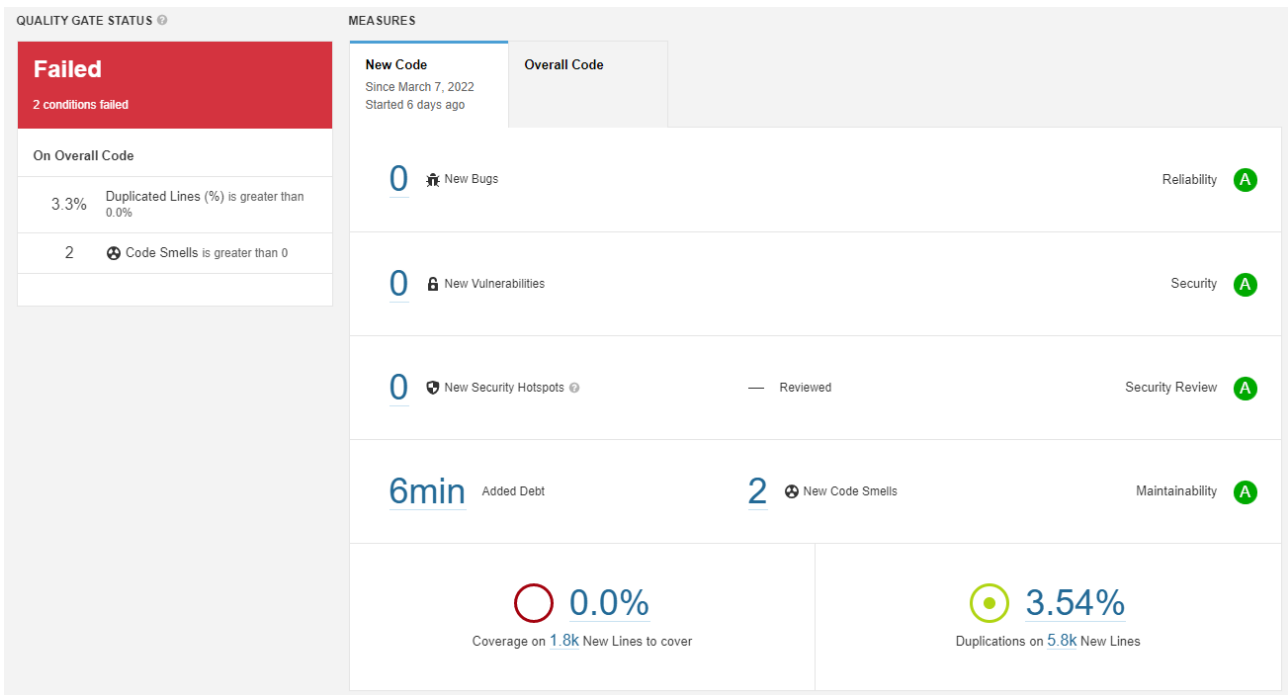 QUALITY GATE STATUS
MEASURES
Failed
2 conditions failed
On Overall Code
3.3% Duplicated Lines (%) is greater than
0.0%
2 Code Smells is greater than 0
New Code
Since March 7, 2022
Started 6 days ago
Overall Code
0 New Bugs Reliability A
0 New Vulnerabilities Security A
0 New Security Hotspots — Reviewed Security Review A
6min Added Debt 2 New Code Smells Maintainability A
0.0%
Coverage on 1.8k New Lines to cover
3.54%
Duplications on 5.8k New Lines